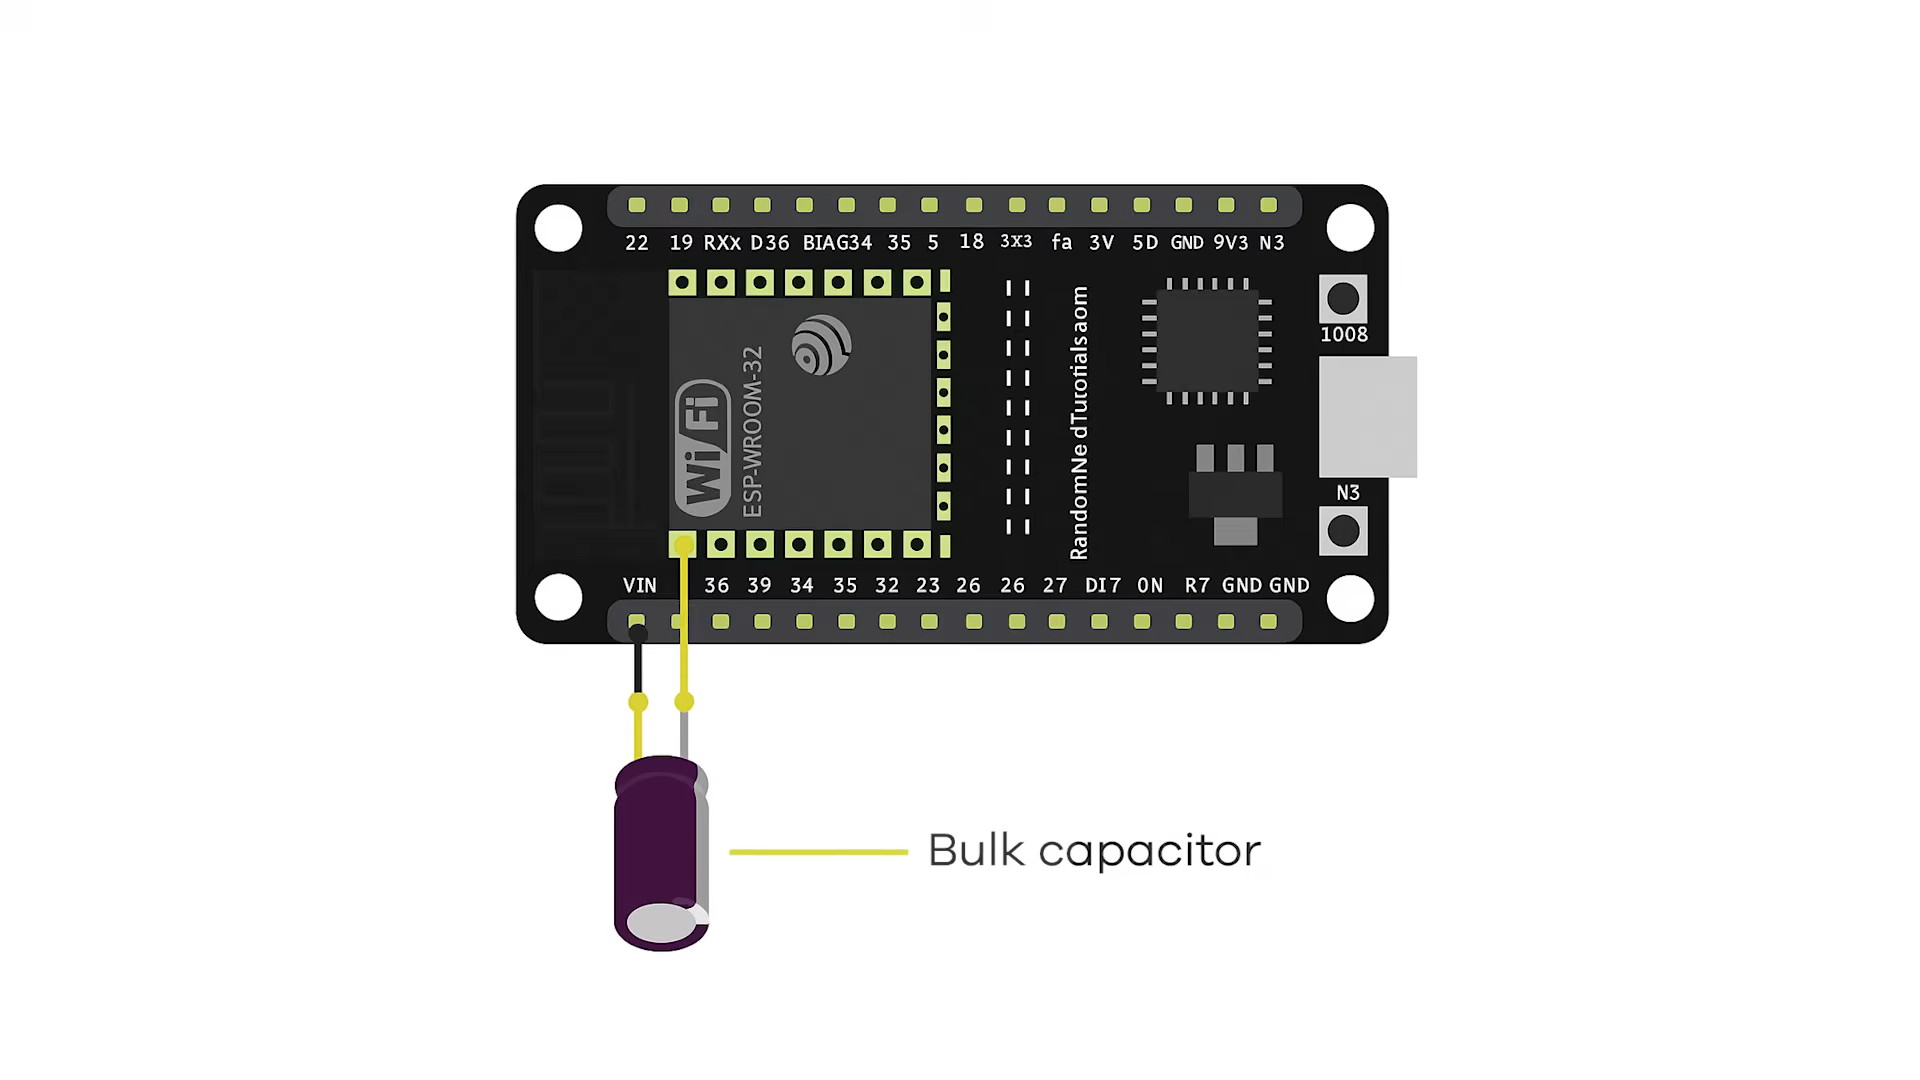 22 19 RXx D36 BIAG34 35 5 18 3X3 fa 3V 5D GND 9V3 N3
1008
RandomNe dTurotialsaom
WiFi
ESP-WROOM-32
N3
VIN 36 39 34 35 32 23 26 26 27 DI7 0N R7 GND GND
Bulk capacitor